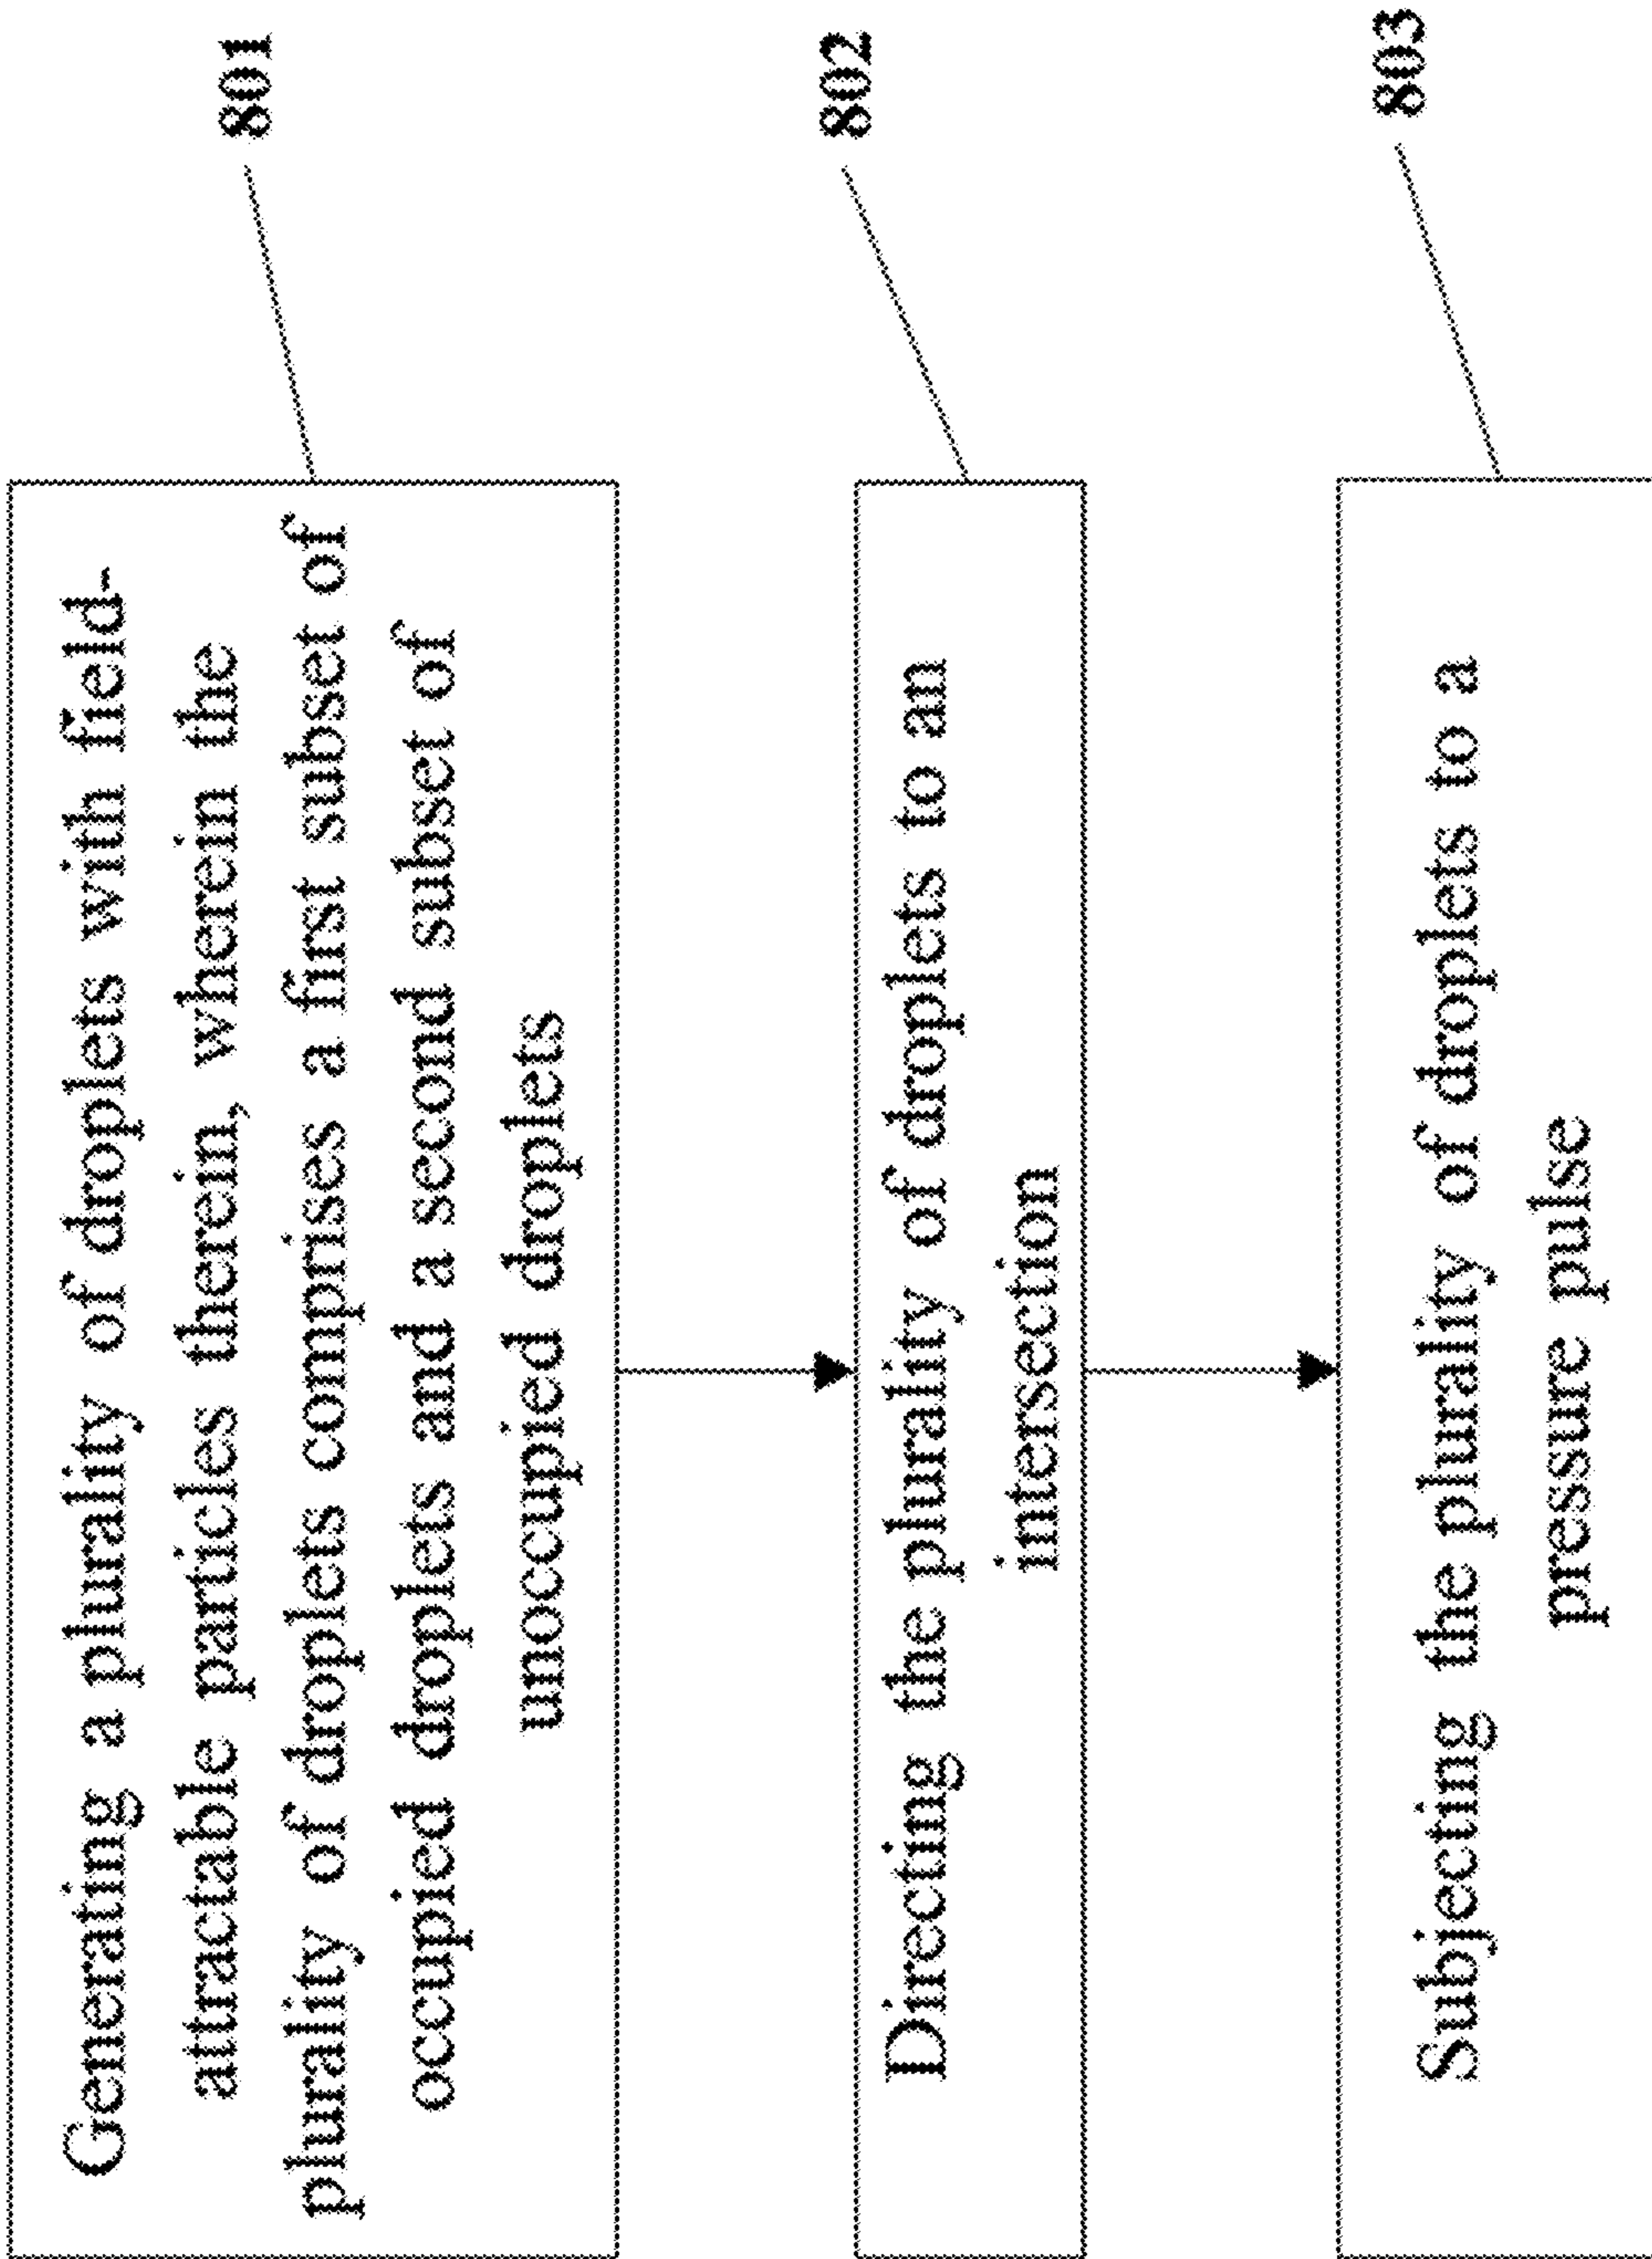 Generating a plurality of droplets with field-
attractable particles therein, wherein the
plurality of droplets comprises a first subset of
occupied droplets and a second subset of
unoccupied droplets
801
Directing the plurality of droplets to an
intersection
802
Subjecting the plurality of droplets to a
pressure pulse
803